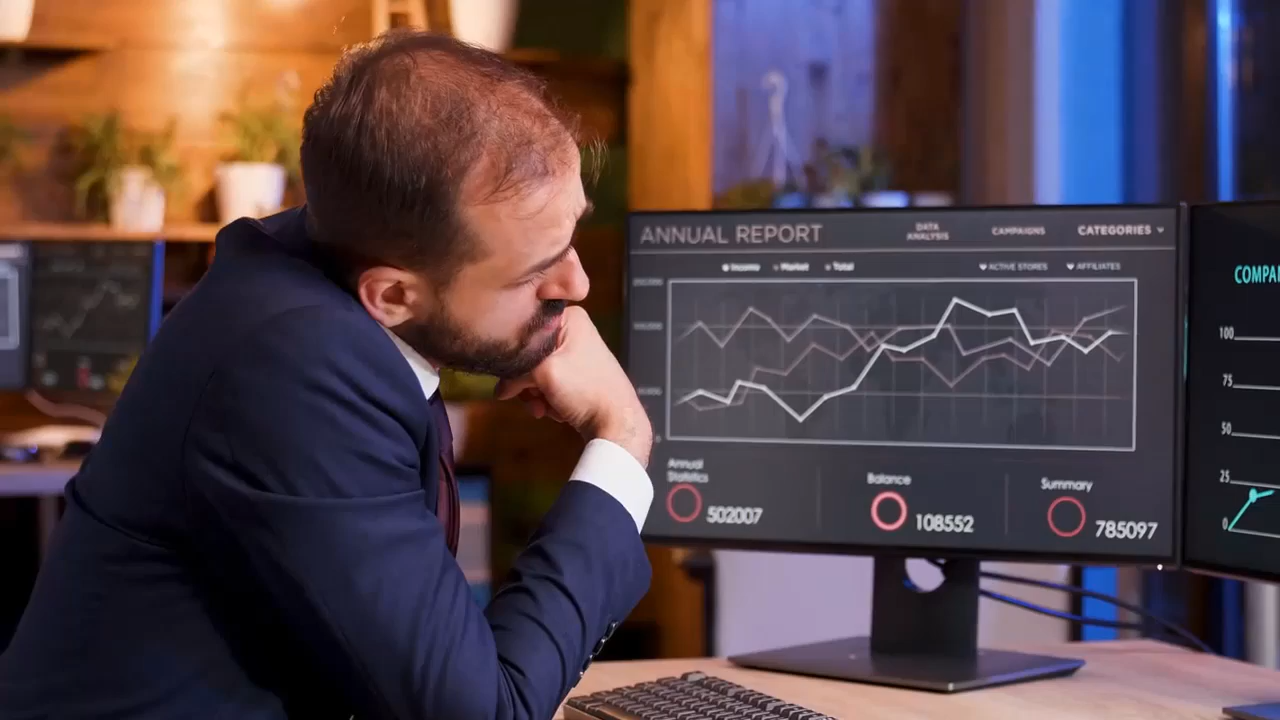 ANNUAL REPORT
DATA
ANALYSIS
CAMPAIGNS
CATEGORIES
Income
Market
Total
ACTIVE STORES
AFFILIATES
Annual
Statistics
502007
Balance
108552
Summary
785097
100
75
50
25
0